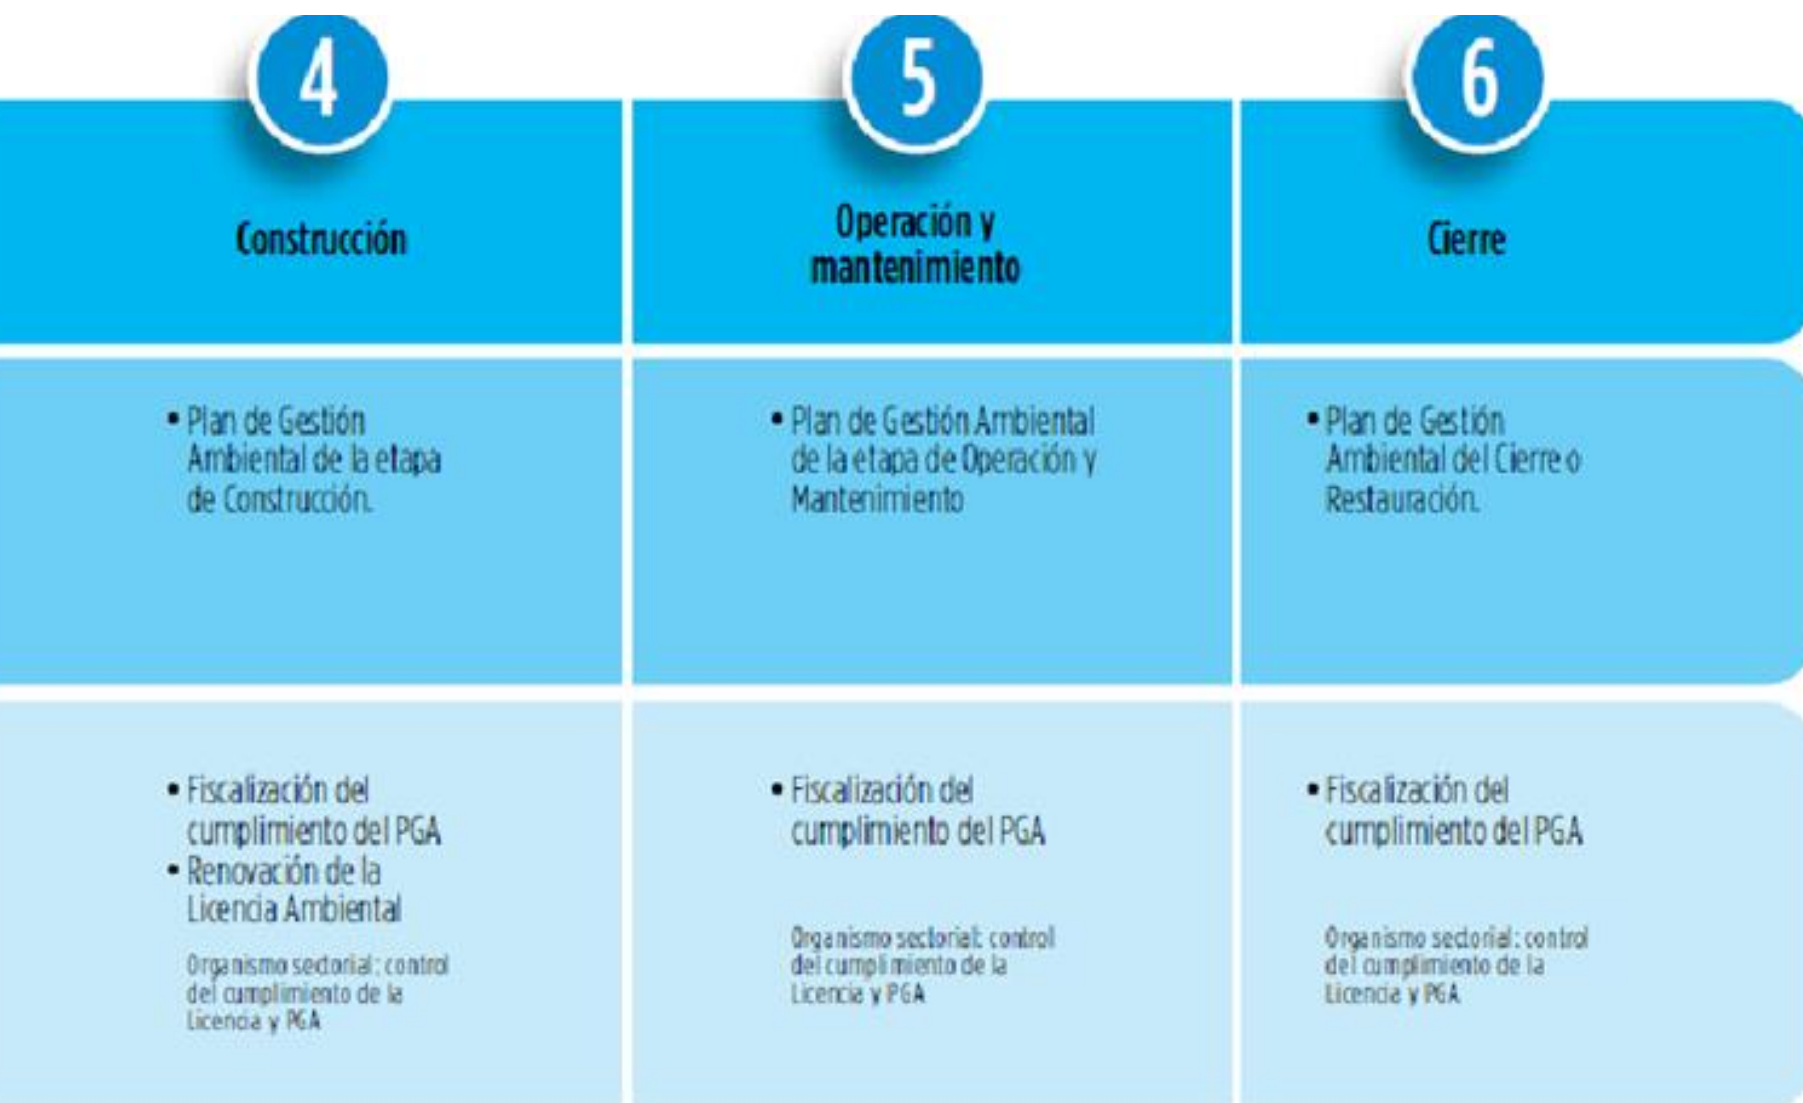 4
5
6
Construcción
Operación y
mantenimiento
Cierre
• Plan de Gestión
Ambiental de la etapa
de Construcción.
• Plan de Gestión Ambiental
de la etapa de Operación y
Mantenimiento
• Plan de Gestión
Ambiental del Cierre o
Restauración.
• Fiscalización del
cumplimiento del PGA
• Renovación de la
Licencia Ambiental
Organismo sectorial: control
del cumplimiento de la
Licencia y PGA
• Fiscalización del
cumplimiento del PGA
Organismo sectorial: control
del cumplimiento de la
Licencia y PGA
• Fiscalización del
cumplimiento del PGA
Organismo sectorial: control
del cumplimiento de la
Licencia y PGA